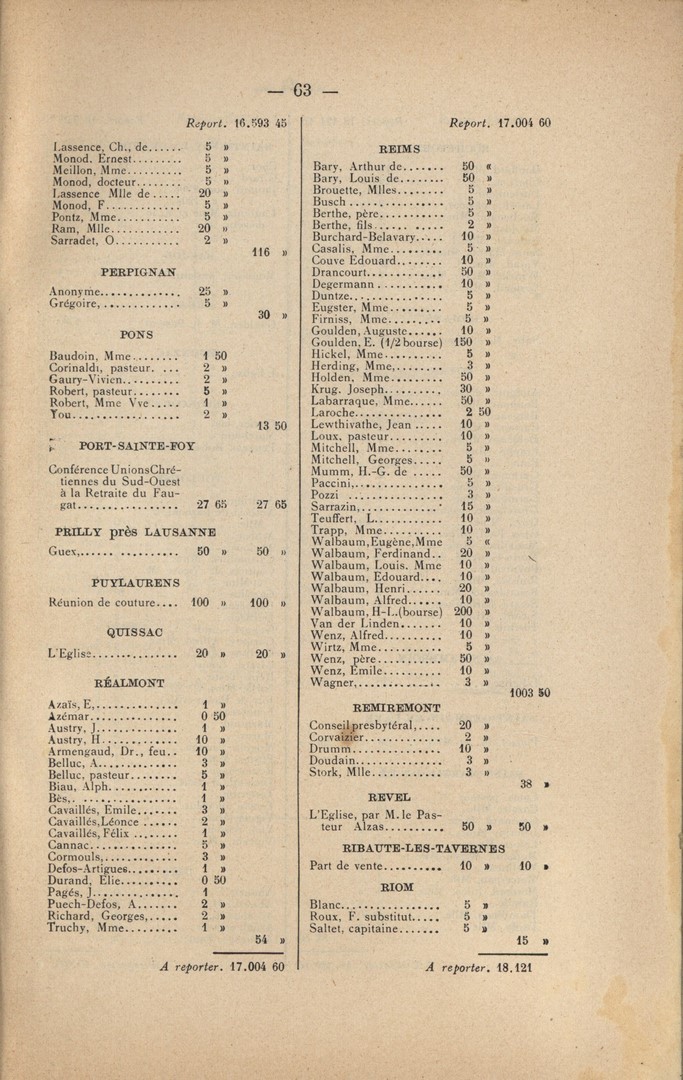 — 63 —
Report. 16.593 45
Lassence, Ch., de...... 5 »
Monod, Ernest......... 5 »
Meillon, Mme.......... 5 »
Monod, docteur........ 5 »
Lassence Mlle de..... 20 »
Monod, F............ 5 »
Pontz, Mme........... 5 »
Ram, Mlle............ 20 »
Sarradet, O........... 2 »
116 »
PERPIGNAN
Anonyme.............. 25 »
Grégoire,............. 5 »
30 »
PONS
Baudoin, Mme......... 1 50
Corinaldi, pasteur. ... 2 »
Gaury-Vivien.......... 2 »
Robert, pasteur........ 5 »
Robert, Mme Vve..... 1 »
You.................. 2 »
13 50
PORT-SAINTE-FOY
Conférence UnionsChré-
tiennes du Sud-Ouest
à la Retraite du Fau-
gat................. 27 65 27 65
PRILLY près LAUSANNE
Guex,...... .......... 50 » 50 »
PUYLAURENS
Réunion de couture.... 100 » 100 »
QUISSAC
L'Eglise............... 20 » 20 »
RÉALMONT
Azaïs, E,.............. 1 »
Azémar............... 0 50
Austry, J............. 1 »
Austry, H............ 10 »
Armengaud, Dr., feu.. 10 »
Belluc, A............. 3 »
Belluc, pasteur........ 5 »
Biau, Alph............ 1 »
Bès,. ............... 1 »
Cavaillés, Emile....... 3 »
Cavaillés,Léonce ..... 2 »
Cavaillés, Félix ....... 1 »
Cannac............... 5 »
Cormouls,............. 3 »
Defos-Artigues......... 1 »
Durand, Elie.......... 0 50
Pagés, J.............. 1
Puech-Defos, A....... 2 »
Richard, Georges,..... 2 »
Truchy, Mme......... 1 »
54 »
A reporter. 17.004 60
Report. 17.004 60
REIMS
Bary, Arthur de....... 50 «
Bary, Louis de........ 50 »
Brouette, Mlles........ 5 »
Busch ............... 5 »
Berthe, père.......... 5 »
Berthe, fils...... ..... 2 »
Burchard-Belavary..... 10 »
Casalis, Mme......... 5 »
Couve Edouard........ 10 »
Drancourt............ 50 »
Degermann........... 10 »
Duntze............... 5 »
Eugster, Mme........ 5 »
Firniss, Mme......... 5 »
Goulden, Auguste...... 10 »
Goulden, E. (1/2 bourse) 150 »
Hickel, Mme.......... 5 »
Herding, Mme,........ 3 »
Holden, Mme......... 50 »
Krug. Joseph.......... 30 »
Labarraque, Mme...... 50 »
Laroche.............. 2 50
Lewthivathe, Jean ..... 10 »
Loux. pasteur......... 10 »
Mitchell, Mme........ 5 »
Mitchell, Georges..... 5 »
Mumm, H.-G. de ..... 50 »
Paccini,.............. 5 »
Pozzi ............... 3 »
Sarrazin,............. 15 »
Teuffert, L........... 10 »
Trapp, Mme.......... 10 »
Walbaum,Eugène,Mme 5 «
Walbaum, Ferdinand.. 20 »
Walbaum, Louis. Mme 10 »
Walbaum, Edouard.... 10 »
Walbaum, Henri...... 20 »
Walbaum, Alfred...... 10 »
Walbaum, H-L.(bourse) 200 »
Van der Linden....... 10 »
Wenz, Alfred......... 10 »
Wirtz, Mme.......... 5 »
Wenz, père........... 50 »
Wenz, Émile.......... 10 »
Wagner,.............. 3 »
1003 50
REMIREMONT
Conseil presbytéral,.... 20 »
Corvaizier............ 2 »
Drumm............... 10 »
Doudain.............. 3 »
Stork, Mlle........... 3 »
38 »
REVEL
L'Eglise, par M. le Pas-
teur Alzas.......... 50 » 50 »
RIBAUTE-LES-TAVERNES
Part de vente.......... 10 » 10 »
RIOM
Blanc................. 5 »
Roux, F. substitut..... 5 »
Saltet, capitaine....... 5 »
15 »
A reporter. 18.121